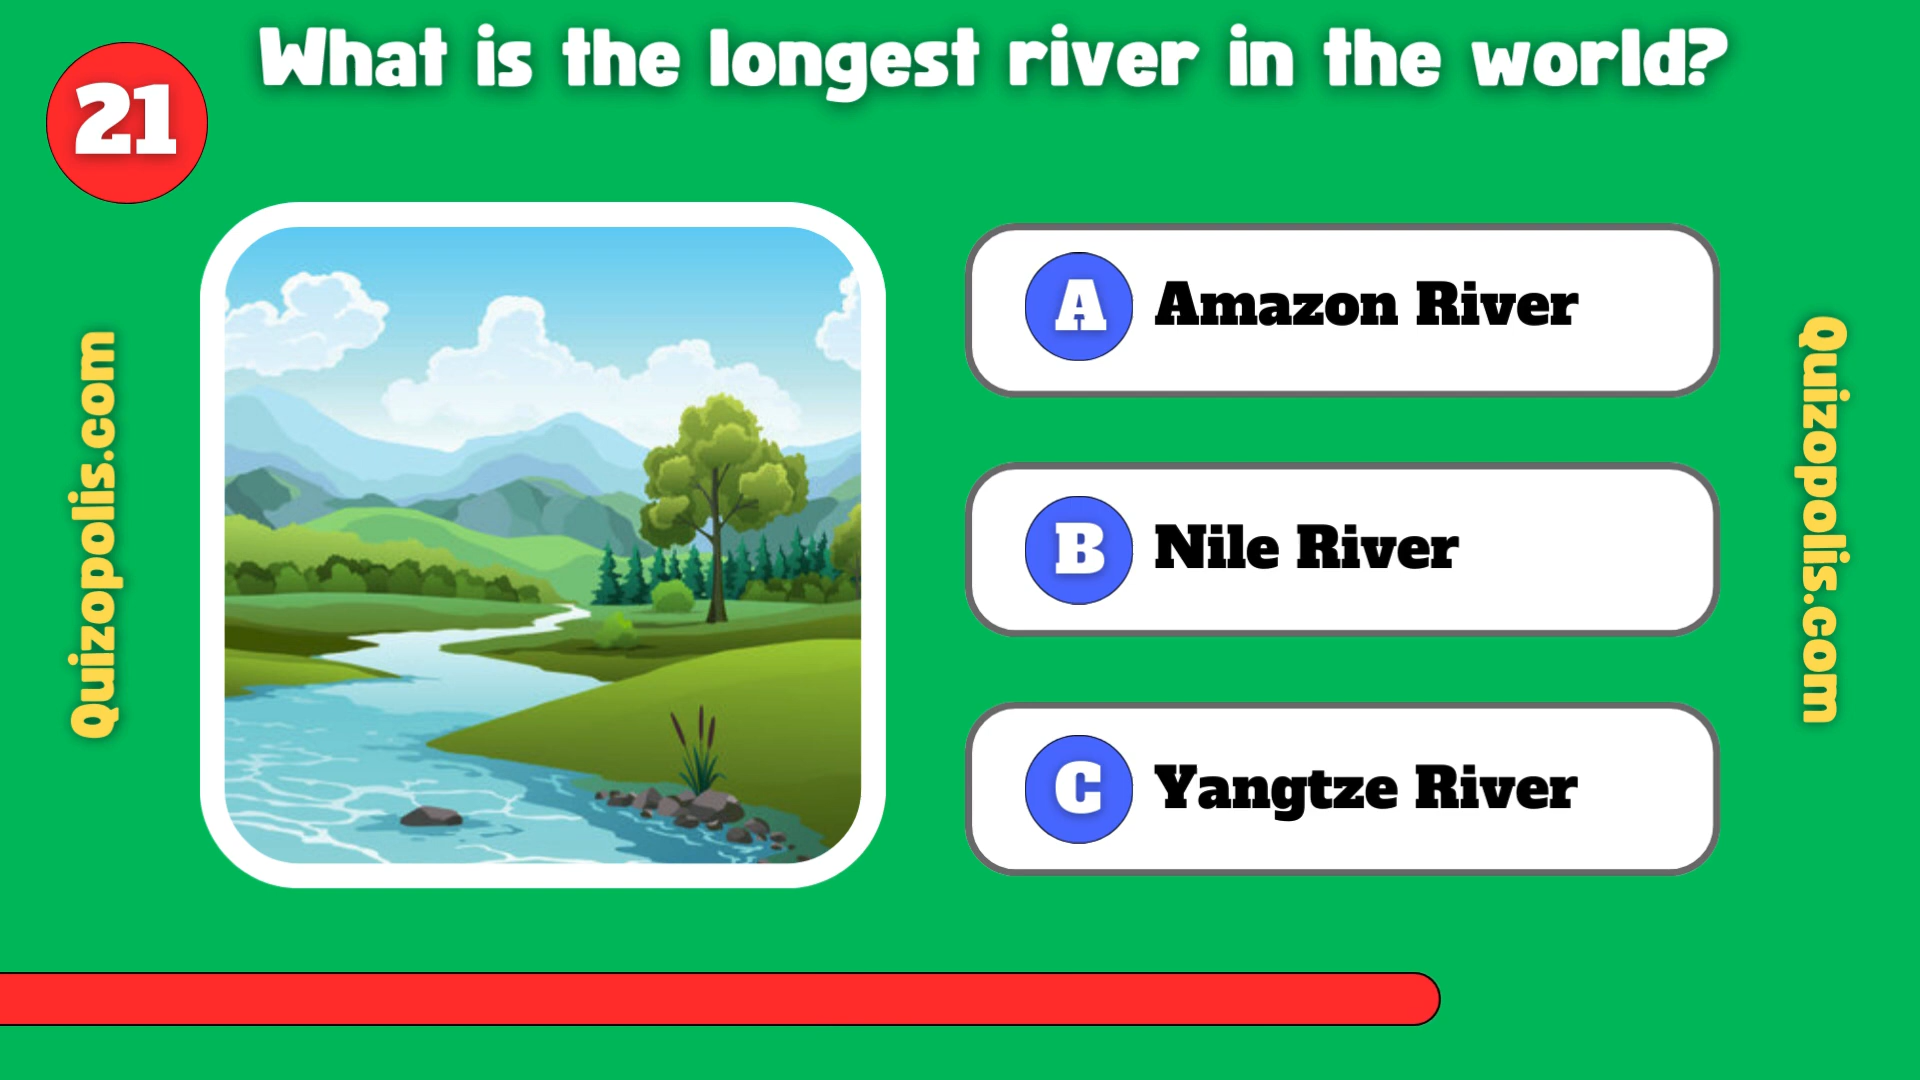 What is the longest river in the world?
21
A Amazon River
B Nile River
C Yangtze River
Quizopolis.com
Quizopolis.com